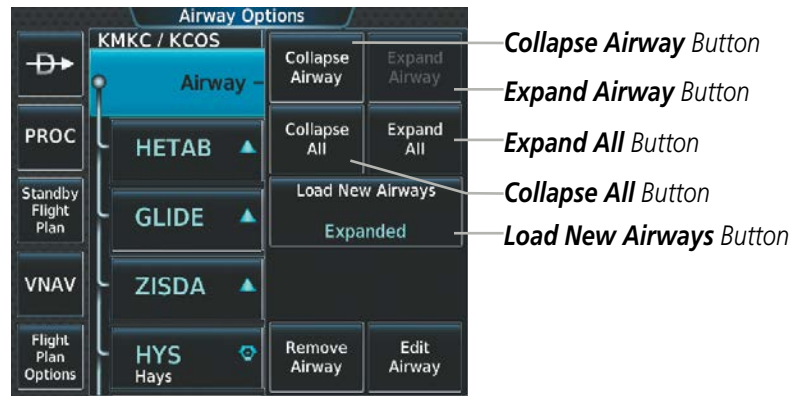 Airway Options
KMKC / KCOS
Airway –
HETAB
GLIDE
ZISDA
HYS
Hays
PROC
Standby
Flight
Plan
VNAV
Flight
Plan
Options
Collapse
Airway
Expand
Airway
Collapse
All
Expand
All
Load New Airways
Expanded
Remove
Airway
Edit
Airway
Collapse Airway Button
Expand Airway Button
Expand All Button
Collapse All Button
Load New Airways Button